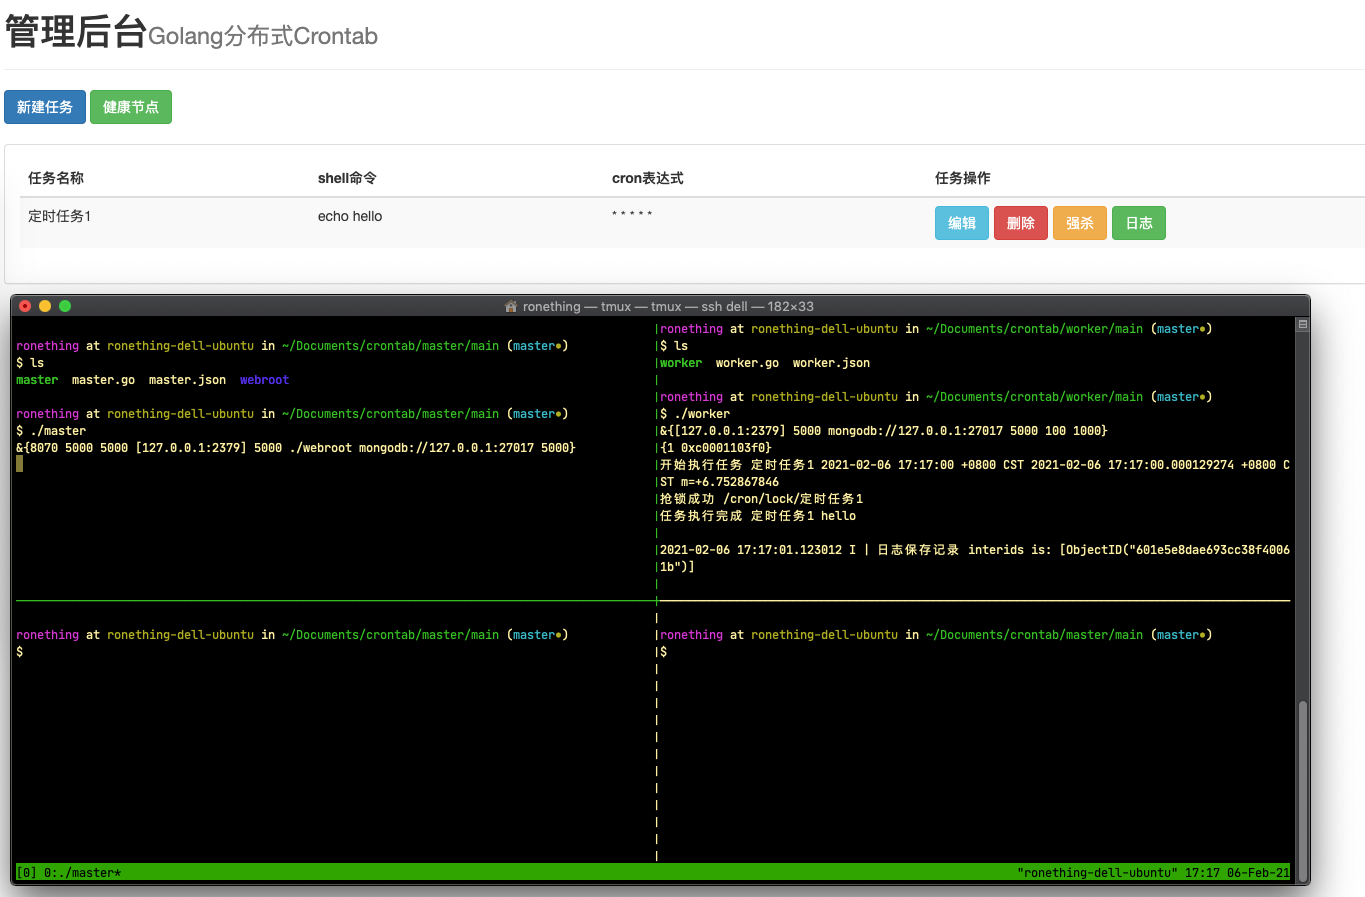 管理后台Golang分布式Crontab
新建任务 健康节点
任务名称 shell命令 cron表达式 任务操作
定时任务1 echo hello * * * * * 编辑 删除 强杀 日志
ronething — tmux — tmux — ssh dell — 182×33
ronething at ronething-dell-ubuntu in ~/Documents/crontab/master/main (master●)
$ ls
master master.go master.json webroot
ronething at ronething-dell-ubuntu in ~/Documents/crontab/master/main (master●)
$ ./master
&{8070 5000 5000 [127.0.0.1:2379] 5000 ./webroot mongodb://127.0.0.1:27017 5000}
ronething at ronething-dell-ubuntu in ~/Documents/crontab/worker/main (master●)
$ ls
worker worker.go worker.json
ronething at ronething-dell-ubuntu in ~/Documents/crontab/worker/main (master●)
$ ./worker
&{[127.0.0.1:2379] 5000 mongodb://127.0.0.1:27017 5000 100 1000}
{1 0xc0001103f0}
开始执行任务 定时任务1 2021-02-06 17:17:00 +0800 CST 2021-02-06 17:17:00.000129274 +0800 C
ST m=+6.752867846
抢锁成功 /cron/lock/定时任务1
任务执行完成 定时任务1 hello
2021-02-06 17:17:01.123012 I | 日志保存记录 interids is: [ObjectID("601e5e8dae693cc38f4006
1b")]
ronething at ronething-dell-ubuntu in ~/Documents/crontab/master/main (master●)
$
ronething at ronething-dell-ubuntu in ~/Documents/crontab/master/main (master●)
$
[0] 0:./master* "ronething-dell-ubuntu" 17:17 06-Feb-21